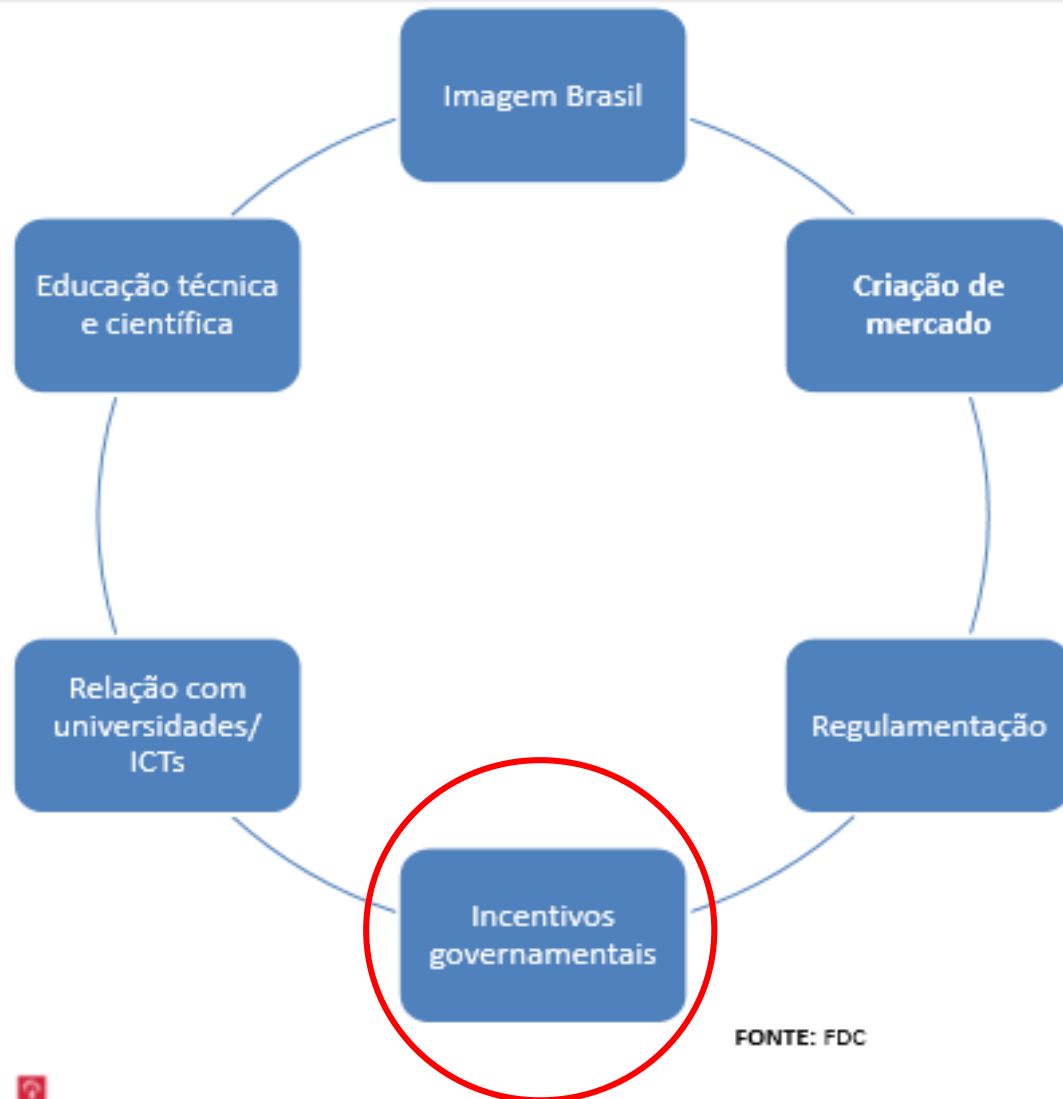 Imagem Brasil
Criação de
mercado
Regulamentação
Incentivos
governamentais
Relação com
universidades/
ICTs
Educação técnica
e científica
FONTE: FDC